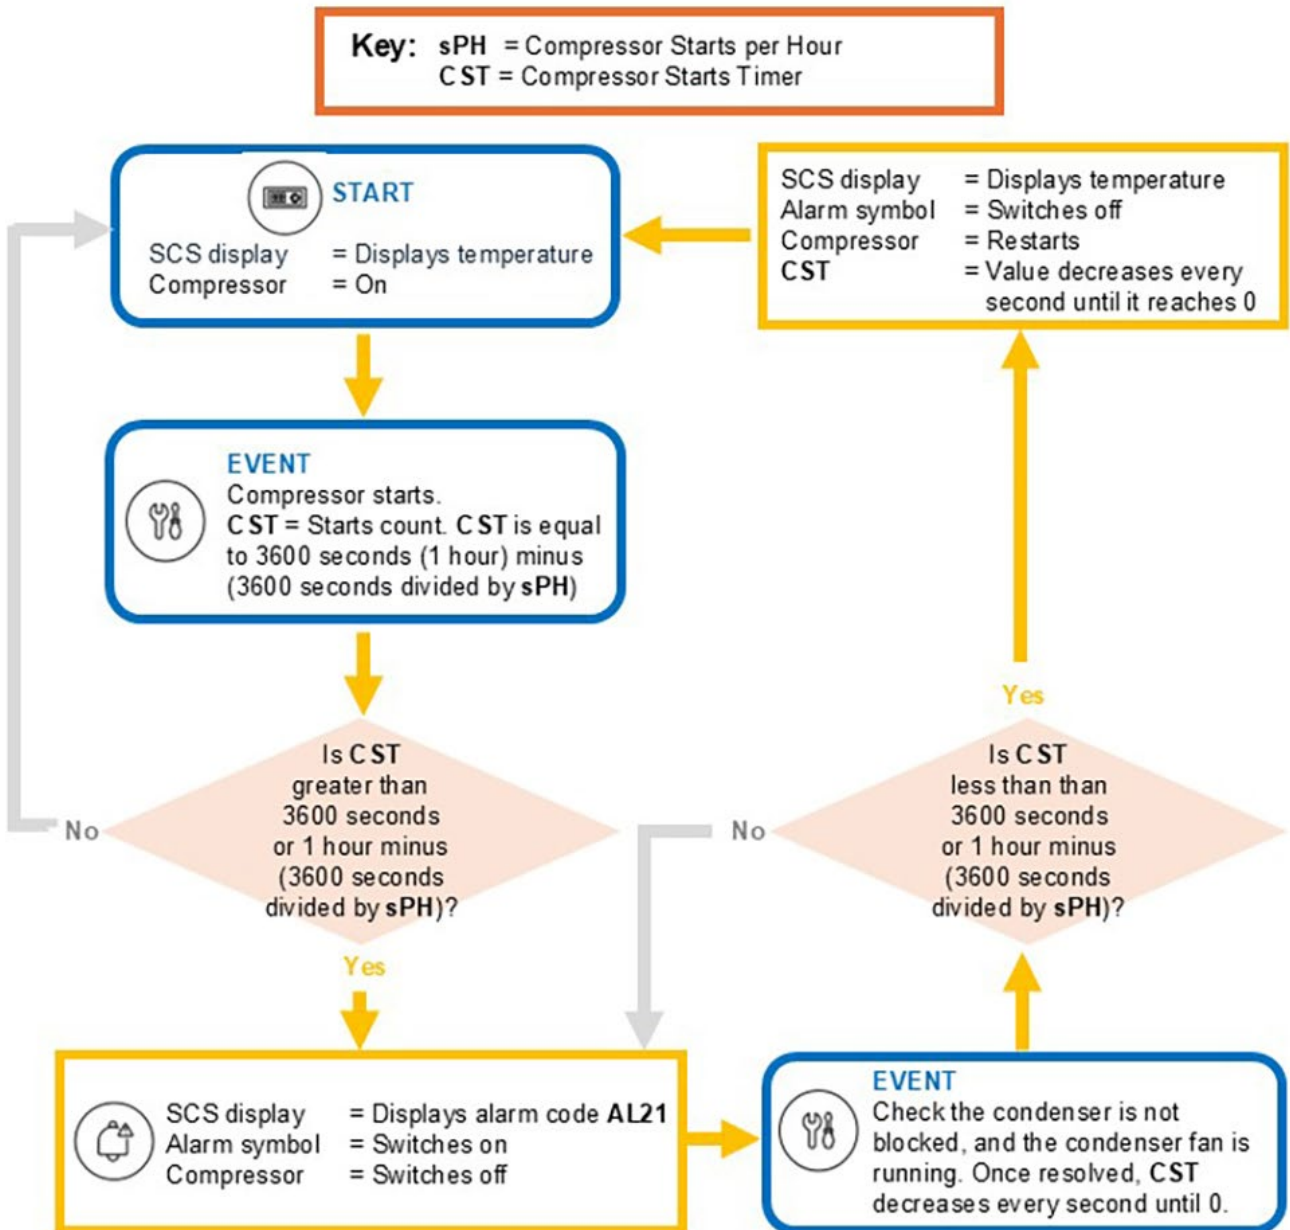 Key: sPH = Compressor Starts per Hour
CST = Compressor Starts Timer
START
SCS display = Displays temperature
Compressor = On
SCS display = Displays temperature
Alarm symbol = Switches off
Compressor = Restarts
CST = Value decreases every
second until it reaches 0
EVENT
Compressor starts.
CST = Starts count. CST is equal
to 3600 seconds (1 hour) minus
(3600 seconds divided by sPH)
Is CST
greater than
3600 seconds
or 1 hour minus
(3600 seconds
divided by sPH)?
No
Yes
SCS display = Displays alarm code AL21
Alarm symbol = Switches on
Compressor = Switches off
EVENT
Check the condenser is not
blocked, and the condenser fan is
running. Once resolved, CST
decreases every second until 0.
Is CST
less than than
3600 seconds
or 1 hour minus
(3600 seconds
divided by sPH)?
No
Yes